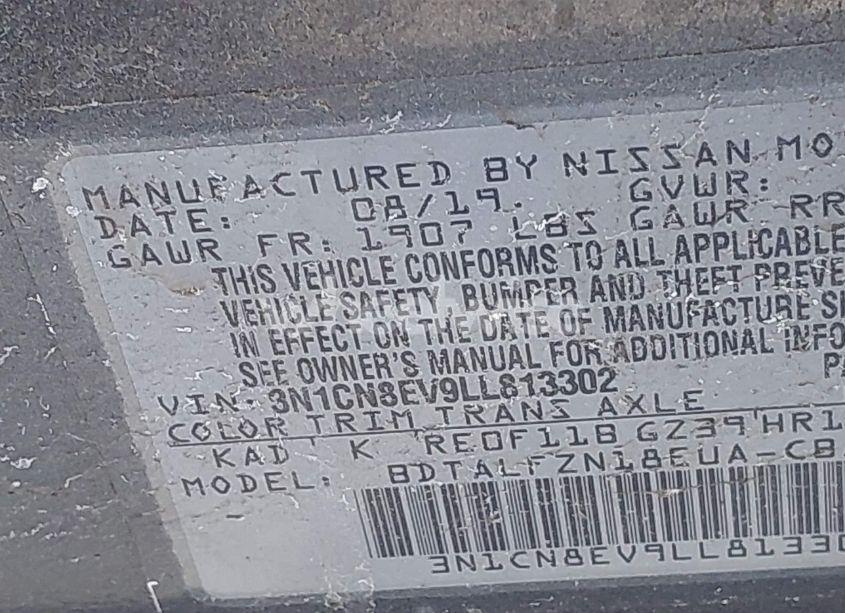 MANUFACTURED BY NISSAN MO
DATE: 08/19. GVWR:
GAWR FR: 1907 LBS GAWR RR
THIS VEHICLE CONFORMS TO ALL APPLICABLE
VEHICLE SAFETY, BUMPER AND THEFT PREVE
IN EFFECT ON THE DATE OF MANUFACTURE S
SEE OWNER'S MANUAL FOR ADDITIONAL INFO
VIN: 3N1CN8EV9LL813302 PA
COLOR TRIM TRANS AXLE
KAD K RE0F11B GZ39 HR1
MODEL: BDTALFZN18EUA-CB
3N1CN8EV9LL81330